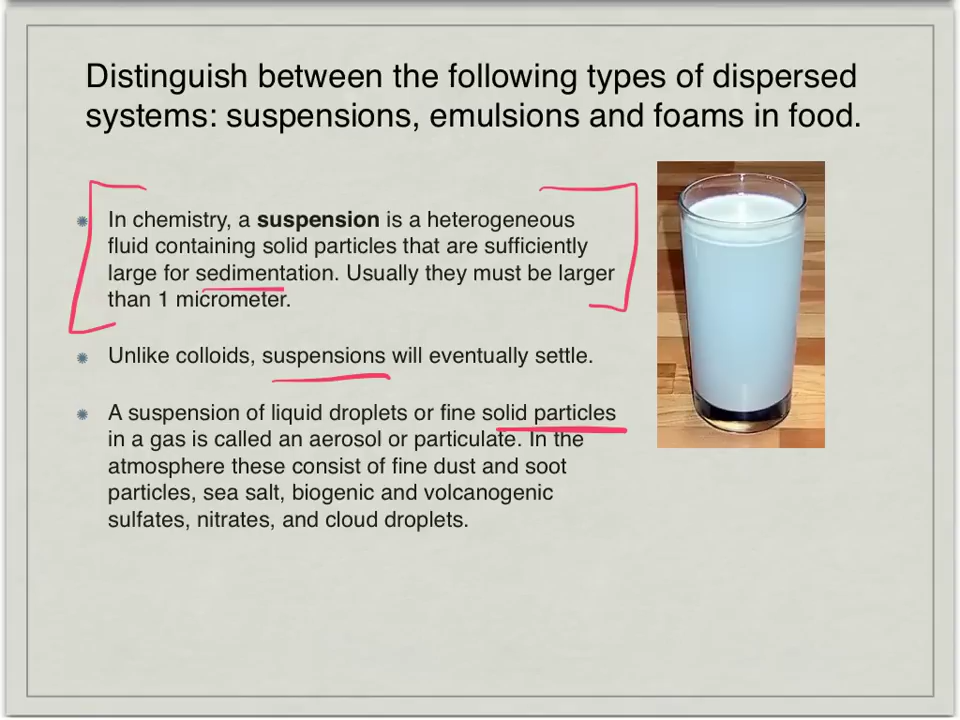 Distinguish between the following types of dispersed
systems: suspensions, emulsions and foams in food.
In chemistry, a suspension is a heterogeneous
fluid containing solid particles that are sufficiently
large for sedimentation. Usually they must be larger
than 1 micrometer.
Unlike colloids, suspensions will eventually settle.
A suspension of liquid droplets or fine solid particles
in a gas is called an aerosol or particulate. In the
atmosphere these consist of fine dust and soot
particles, sea salt, biogenic and volcanogenic
sulfates, nitrates, and cloud droplets.